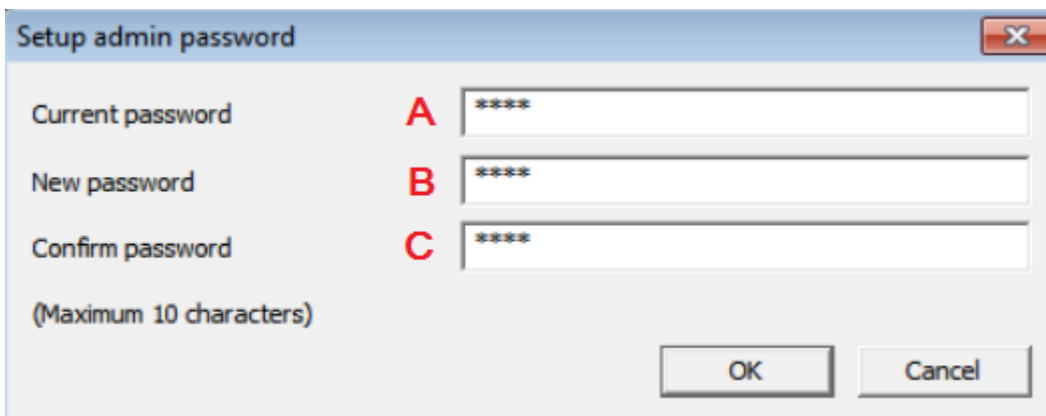 Setup admin password
Current password A ****
New password B ****
Confirm password C ****
(Maximum 10 characters)
OK Cancel